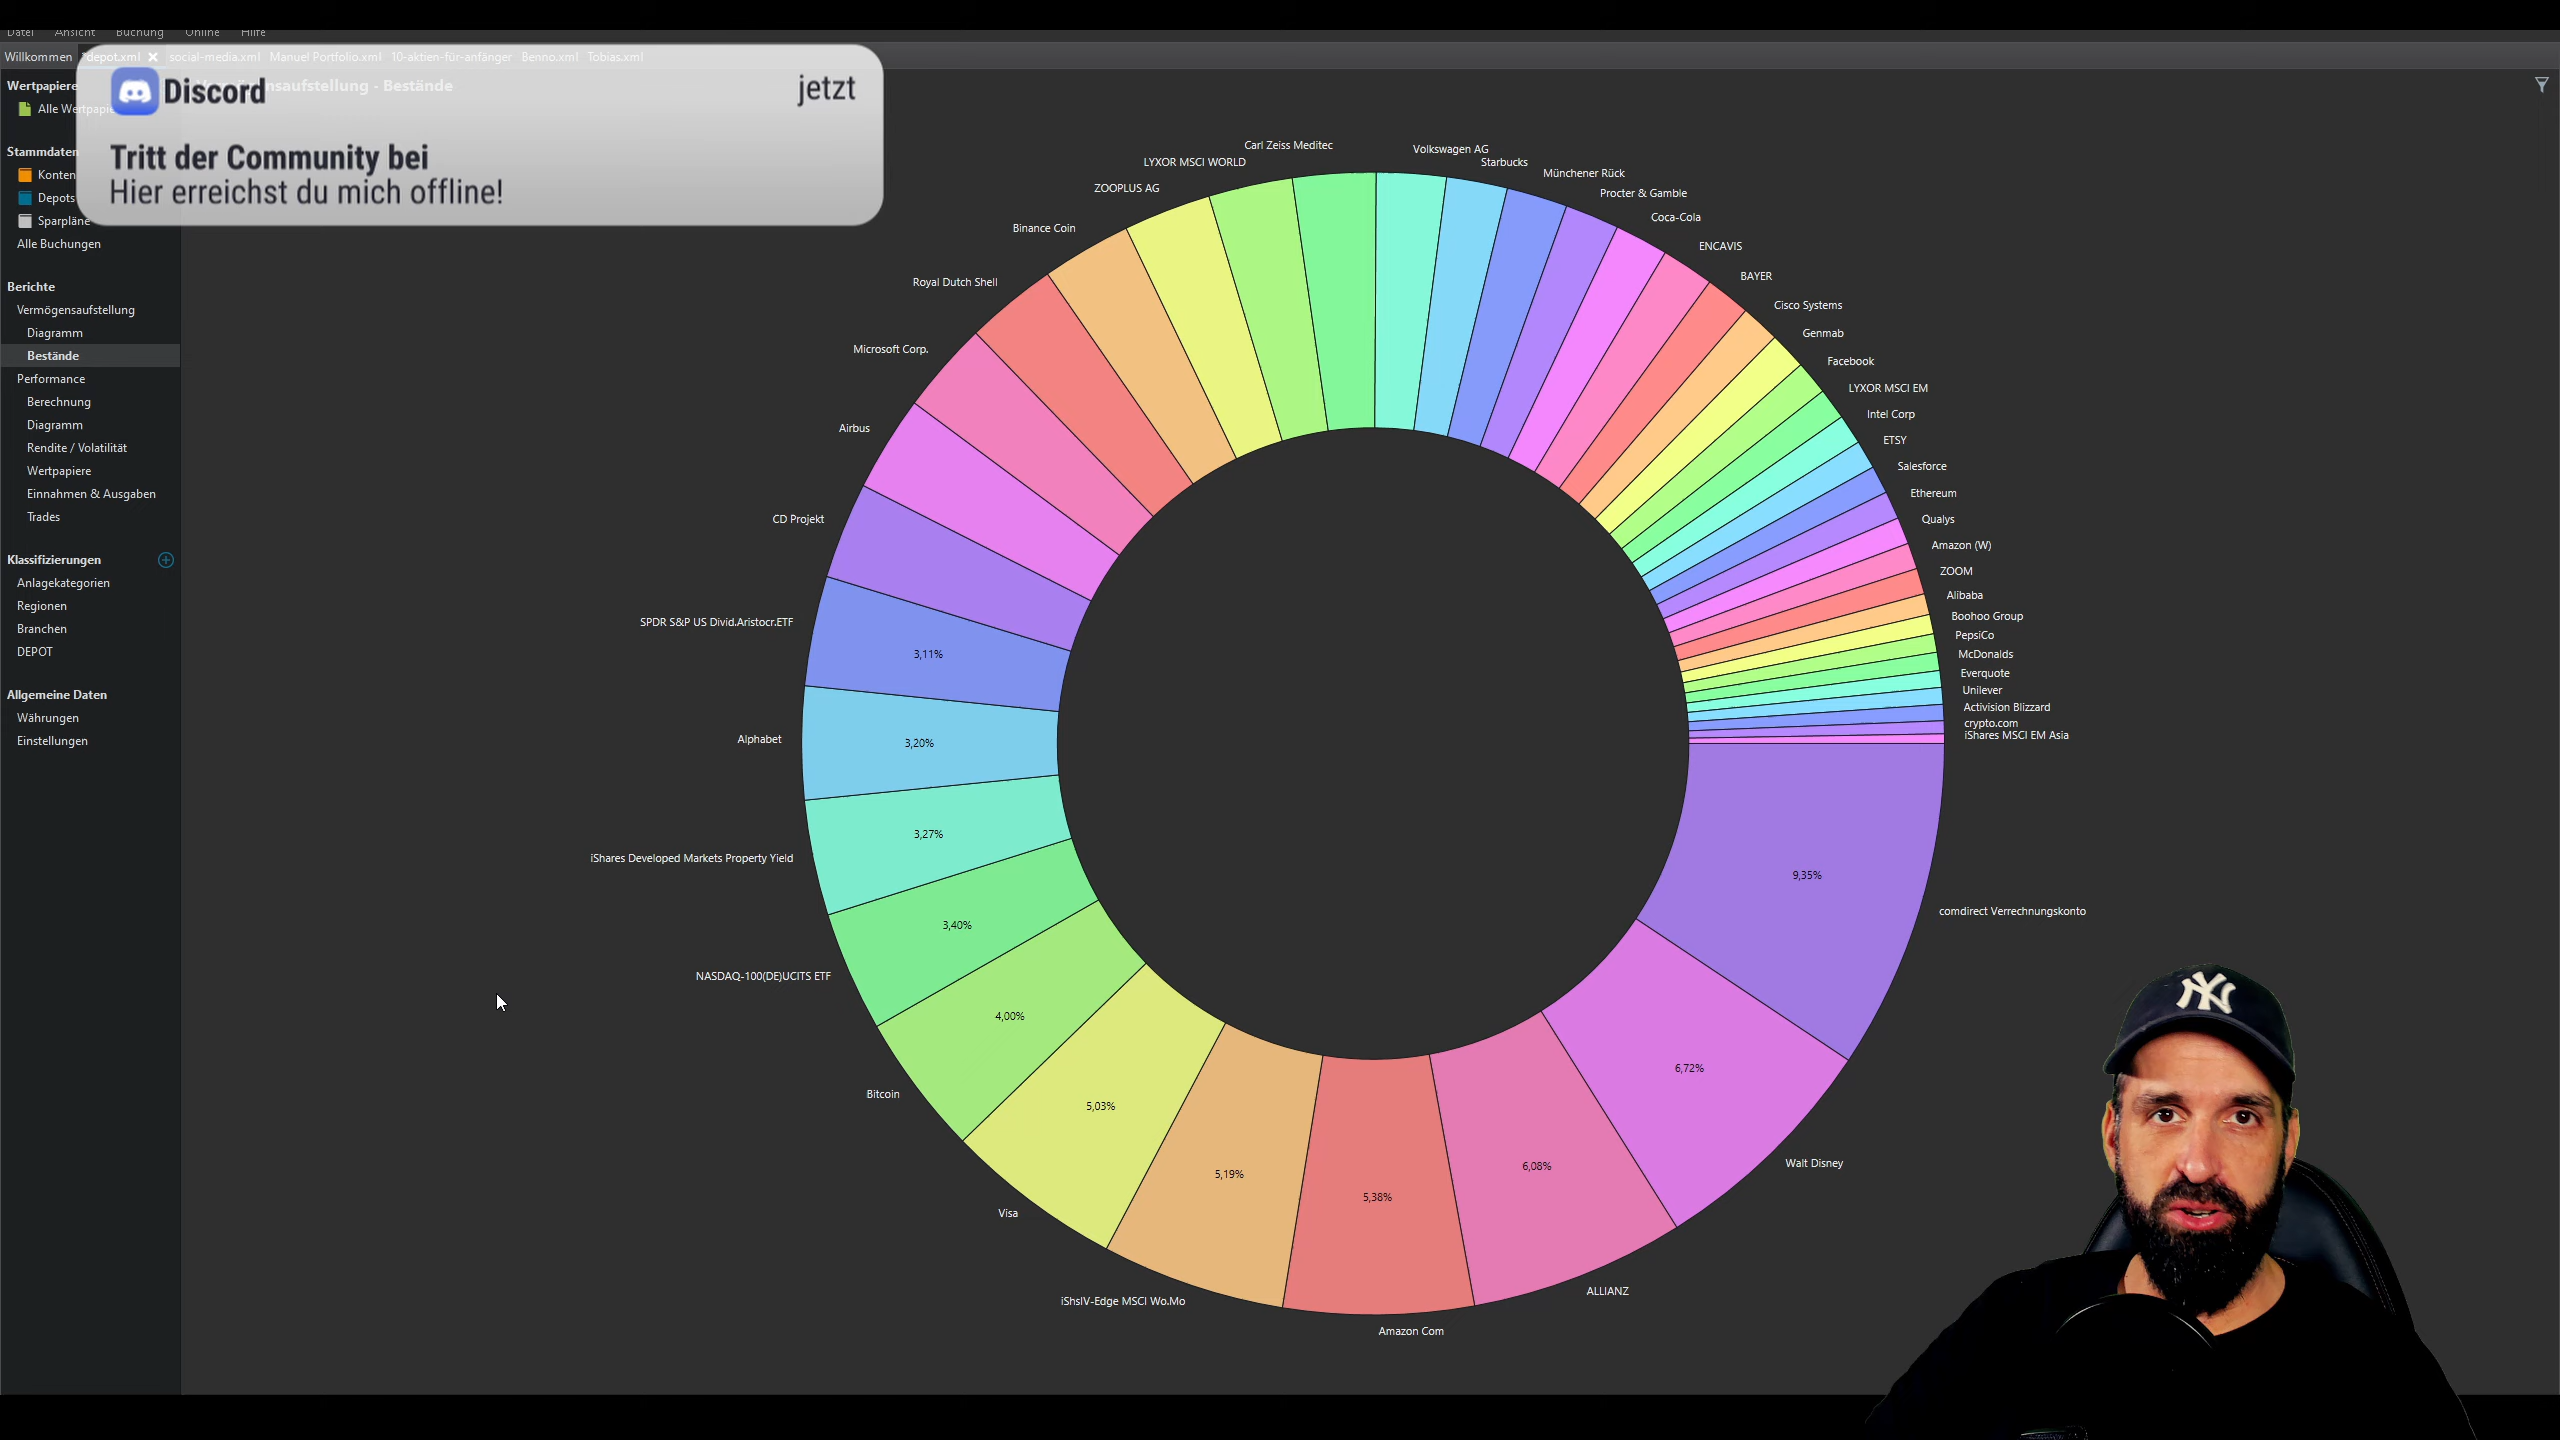 Datei Ansicht Buchung Online Hilfe
Willkommen *depot.xml social-media.xml Manuel Portfolio.xml 10-aktien-für-anfänger Benno.xml Tobias.xml
Discord
jetzt
Tritt der Community bei
Hier erreichst du mich offline!
nsaufstellung - Bestände
Wertpapiere
Alle Wertpapie
Stammdaten
Konten
Depots
Sparpläne
Alle Buchungen
Berichte
Vermögensaufstellung
Diagramm
Bestände
Performance
Berechnung
Diagramm
Rendite / Volatilität
Wertpapiere
Einnahmen & Ausgaben
Trades
Klassifizierungen
Anlagekategorien
Regionen
Branchen
DEPOT
Allgemeine Daten
Währungen
Einstellungen
Carl Zeiss Meditec
LYXOR MSCI WORLD
ZOOPLUS AG
Binance Coin
Royal Dutch Shell
Microsoft Corp.
Airbus
CD Projekt
SPDR S&P US Divid.Aristocr.ETF
3,11%
Alphabet
3,20%
iShares Developed Markets Property Yield
3,27%
NASDAQ-100(DE)UCITS ETF
3,40%
Bitcoin
4,00%
Visa
5,03%
iShsIV-Edge MSCI Wo.Mo
5,19%
Amazon Com
5,38%
ALLIANZ
6,08%
Walt Disney
6,72%
comdirect Verrechnungskonto
9,35%
Volkswagen AG
Starbucks
Münchener Rück
Procter & Gamble
Coca-Cola
ENCAVIS
BAYER
Cisco Systems
Genmab
Facebook
LYXOR MSCI EM
Intel Corp
ETSY
Salesforce
Ethereum
Qualys
Amazon (W)
ZOOM
Alibaba
Boohoo Group
PepsiCo
McDonalds
Everquote
Unilever
Activision Blizzard
crypto.com
iShares MSCI EM Asia
NY